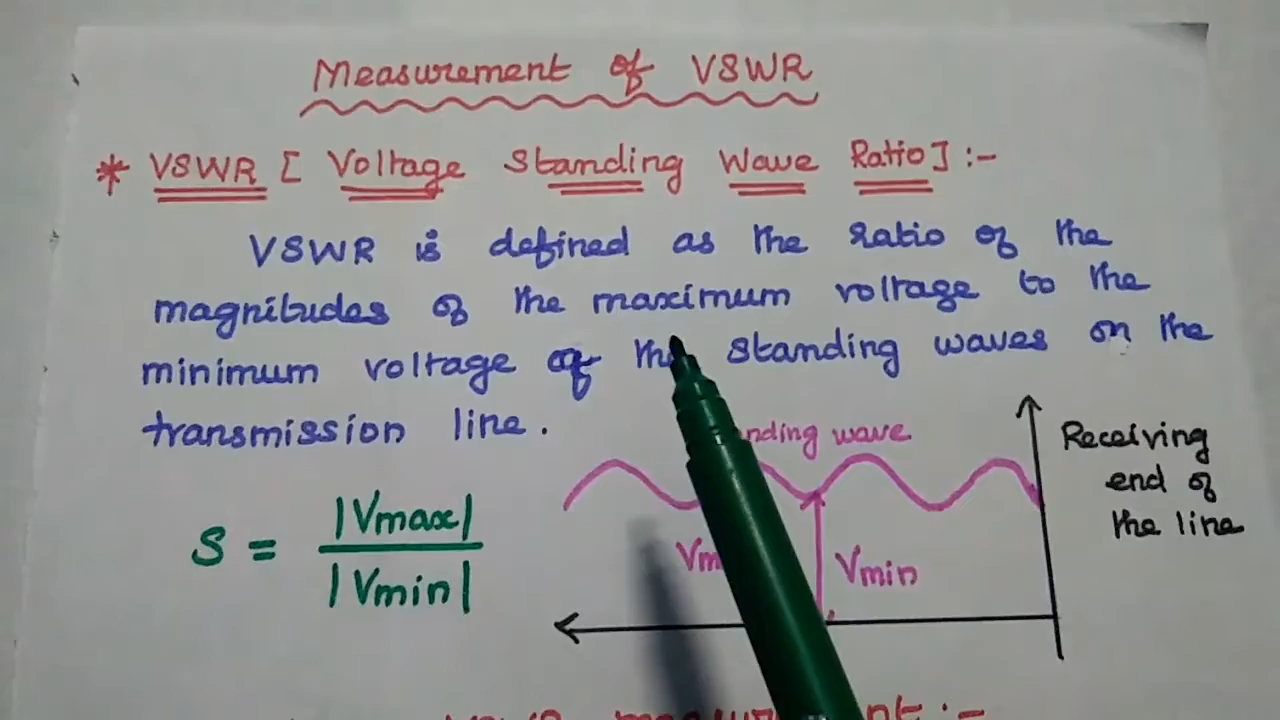 Measurement of VSWR
* VSWR [ Voltage Standing Wave Ratio ] :-
VSWR is defined as the ratio of the
magnitudes of the maximum voltage to the
minimum voltage of the standing waves on the
transmission line.
S = |Vmax| / |Vmin|
wave
Vmin
Receiving
end of
the line